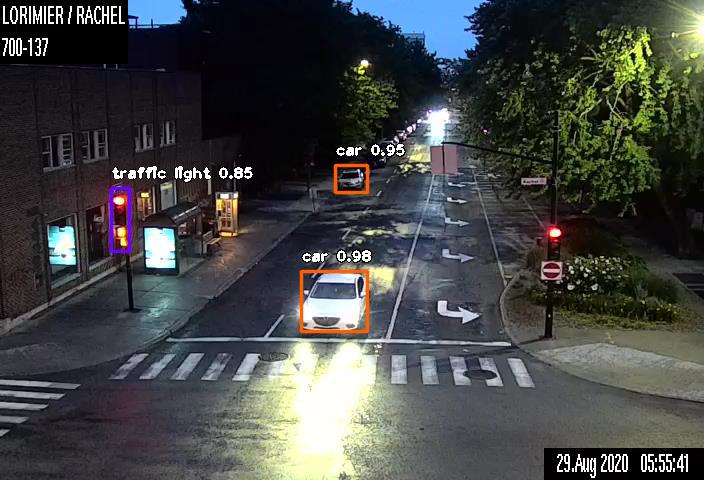 LORIMIER / RACHEL
700-137
car 0.95
traffic light 0.85
car 0.98
29.Aug 2020 05:55:41